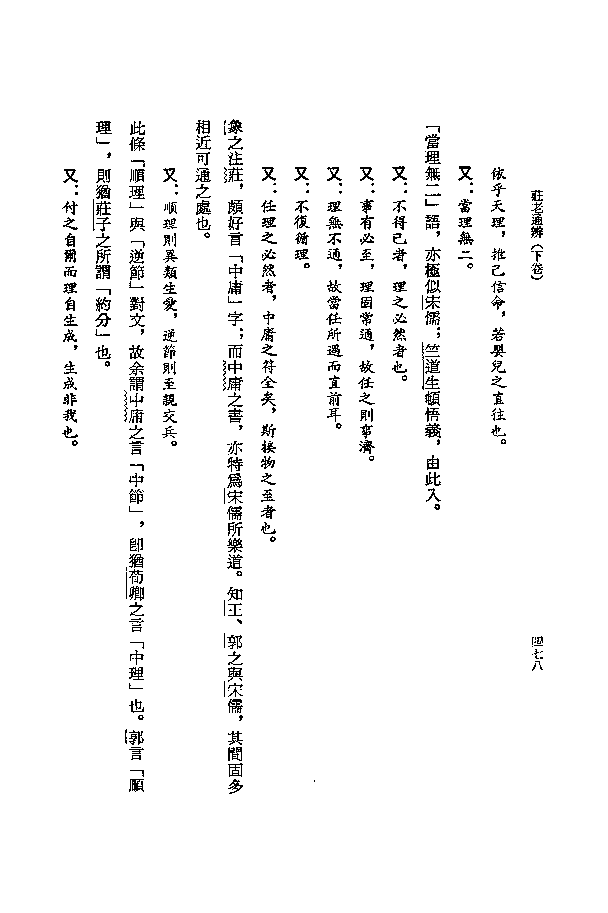 莊老通辨（下卷）
四七八
依乎天理，推己信命，若嬰兒之直往也。
又：當理無二。
「當理無二」語，亦極似宋儒；竺道生頓悟義，由此入。
又：不得已者，理之必然者也。
又：事有必至，理固常通，故任之則事濟。
又：理無不通，故當任所遇而直前耳。
又：不復循理。
又：任理之必然者，中庸之符全矣，斯接物之至者也。
象之注莊，頗好言「中庸」字；而中庸之書，亦特為宋儒所樂道。知王、郭之與宋儒，其間固多
相近可通之處也。
又：順理則異類生愛，逆節則至親交兵。
此條「順理」與「逆節」對文，故余謂中庸之言「中節」，卽猶荀卿之言「中理」也。郭言「順
理」，則猶莊子之所謂「約分」也。
又：付之自爾而理自生成，生成非我也。